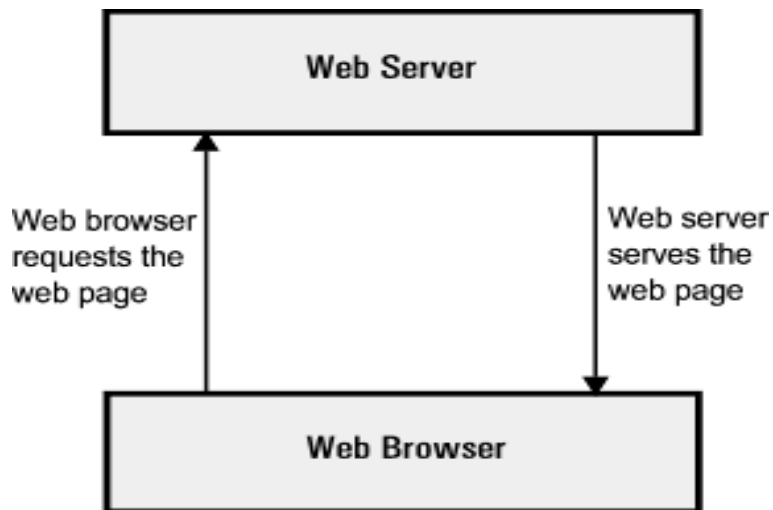 Web Server
Web browser
requests the
web page
Web server
serves the
web page
Web Browser